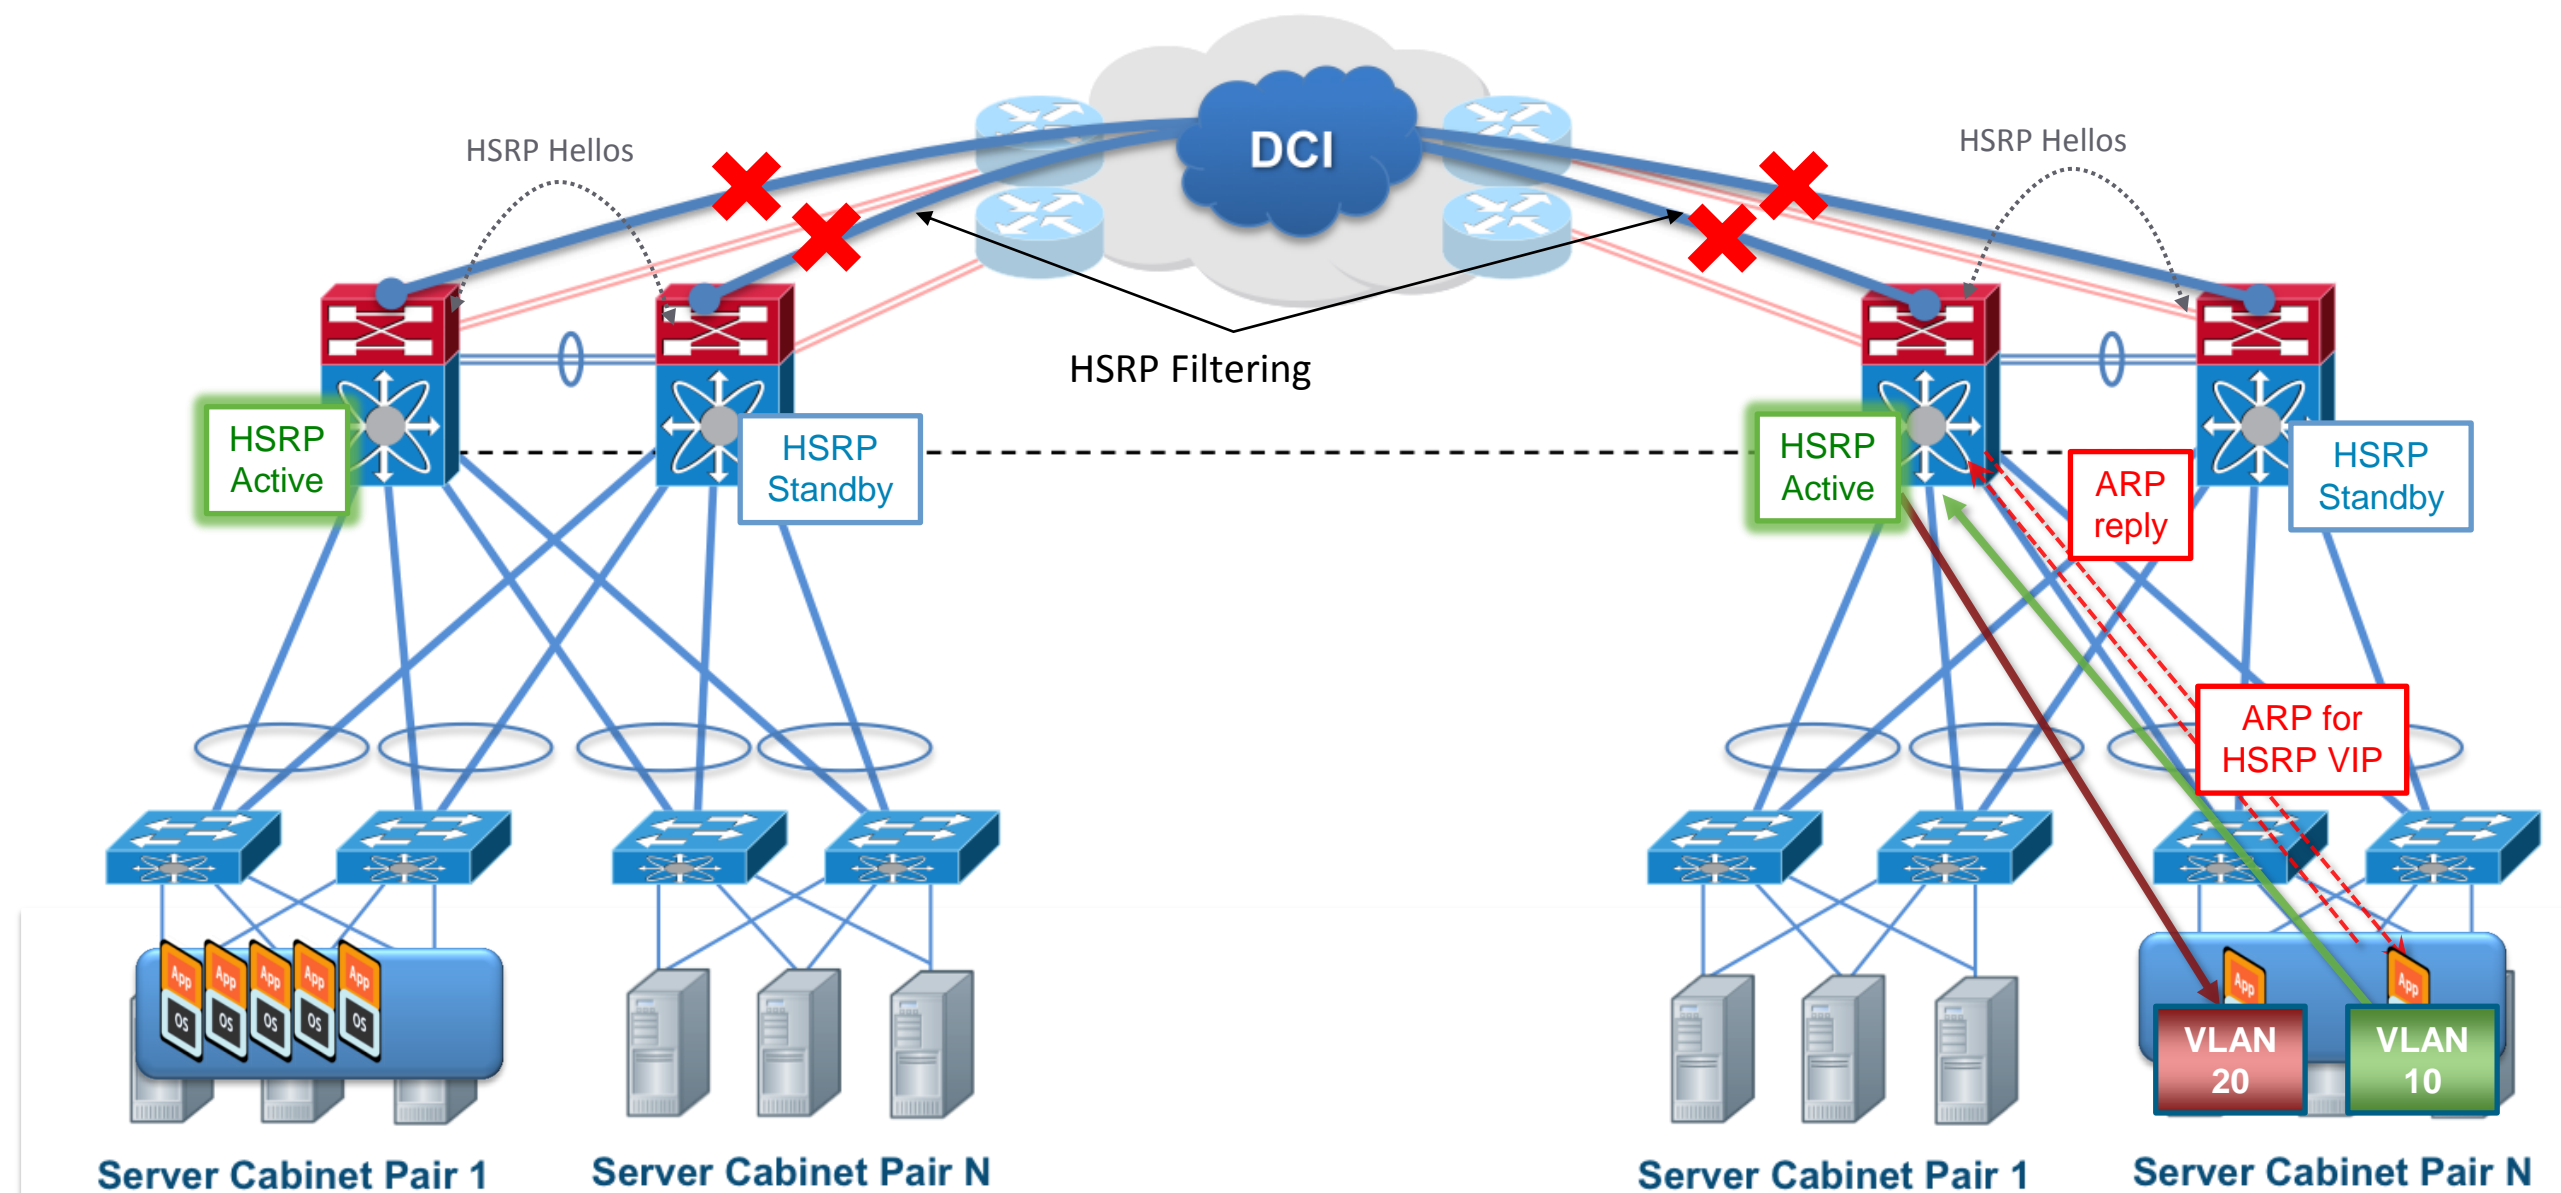 DCI
HSRP Hellos
HSRP Hellos
HSRP Filtering
HSRP
Active
HSRP
Standby
HSRP
Active
ARP
reply
HSRP
Standby
ARP for
HSRP VIP
App
App
App
App
App
OS
OS
OS
OS
OS
App
App
VLAN
20
VLAN
10
Server Cabinet Pair 1
Server Cabinet Pair N
Server Cabinet Pair 1
Server Cabinet Pair N